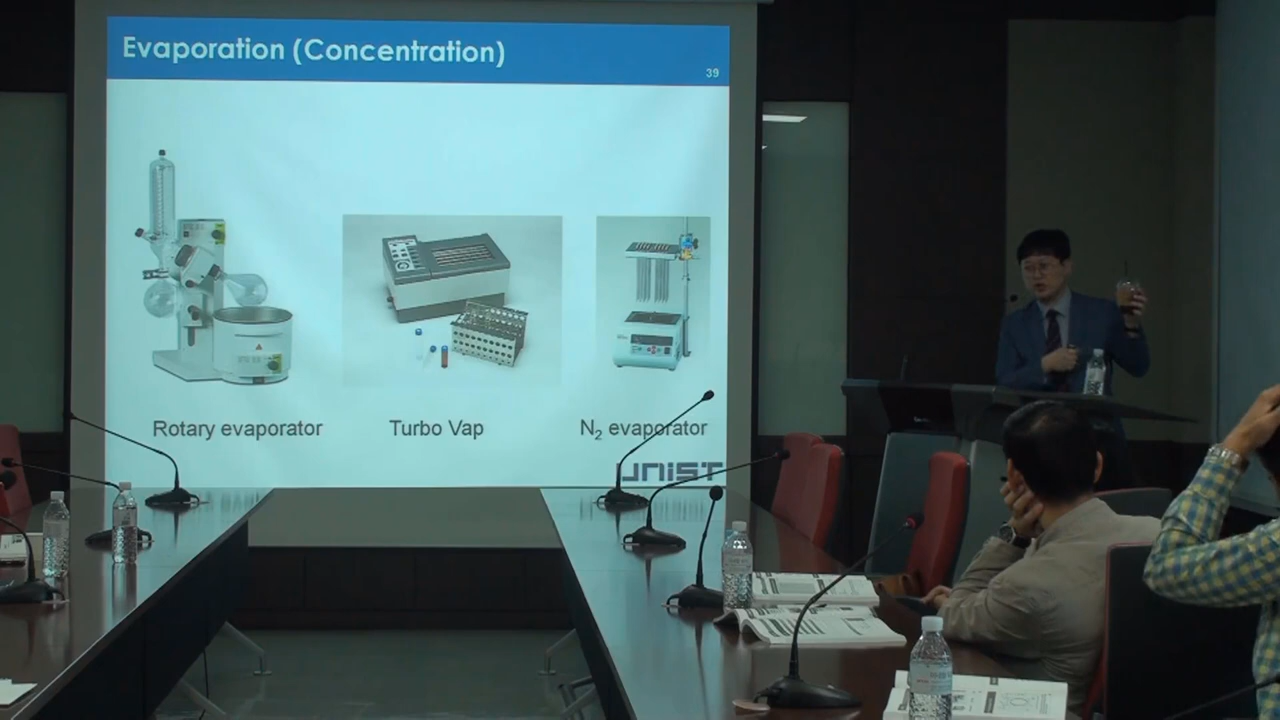 Evaporation (Concentration)
39
Rotary evaporator
Turbo Vap
N₂ evaporator
UNIST